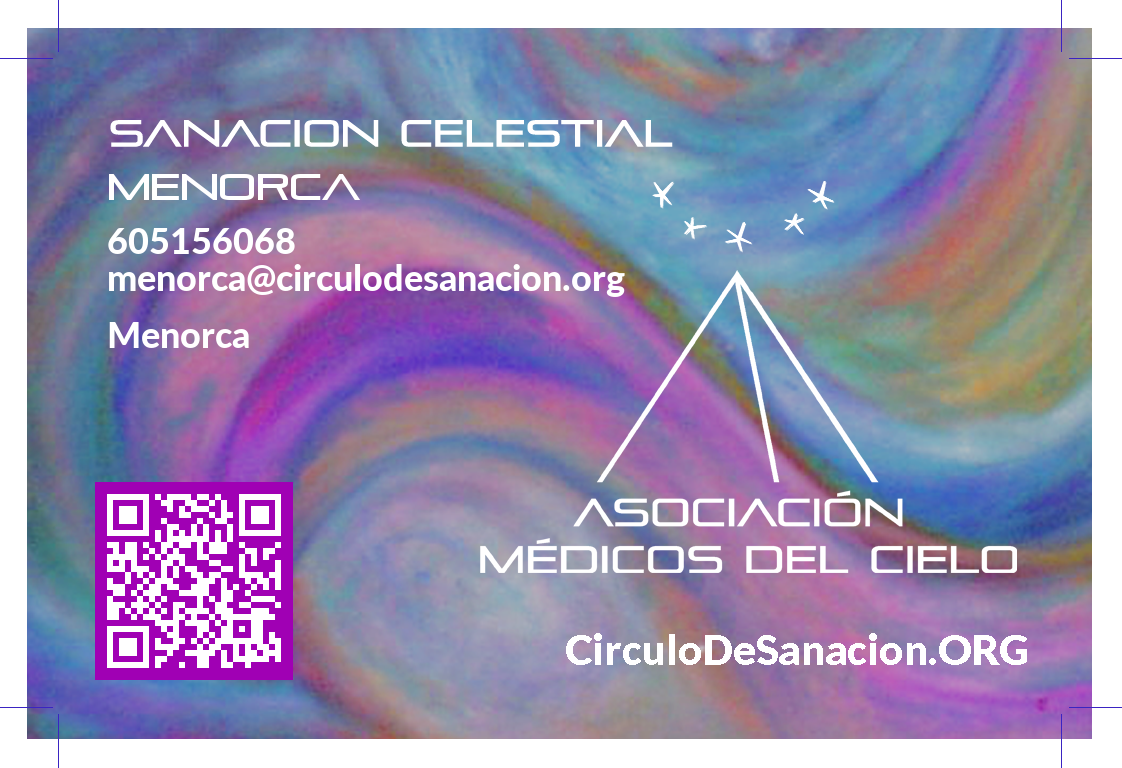 SANACION CELESTIAL
MENORCA
605156068
menorca@circulodesanacion.org
Menorca
ASOCIACIÓN
MÉDICOS DEL CIELO
CirculoDeSanacion.ORG